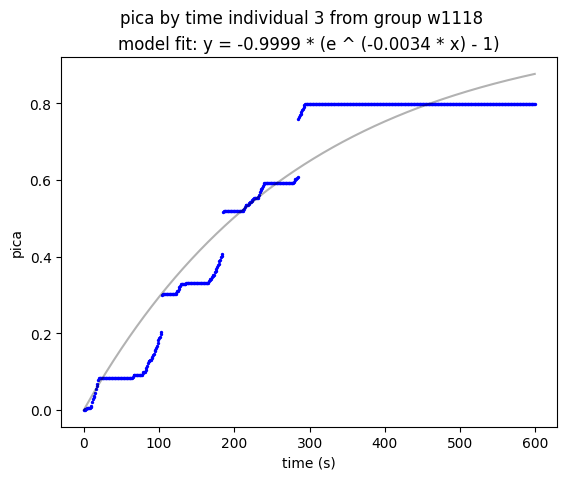 pica by time individual 3 from group w1118
model fit: y = -0.9999 * (e ^ (-0.0034 * x) - 1)
0.8
0.6
0.4
0.2
0.0
pica
0 100 200 300 400 500 600
time (s)